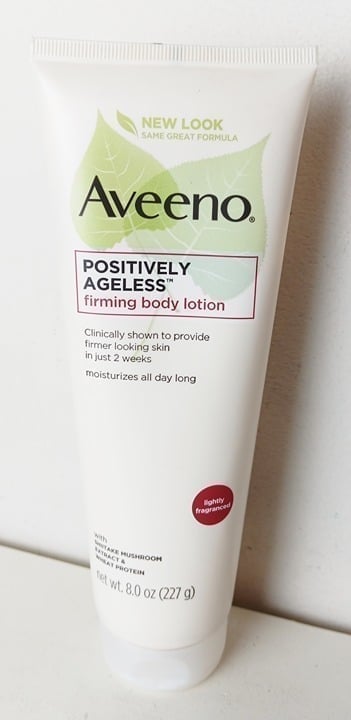 NEW LOOK
SAME GREAT FORMULA
Aveeno®
POSITIVELY
AGELESS™
firming body lotion
Clinically shown to provide
firmer looking skin
in just 2 weeks
moisturizes all day long
lightly
fragranced
with
SHIITAKE MUSHROOM
EXTRACT &
WHEAT PROTEIN
net wt. 8.0 oz (227 g)